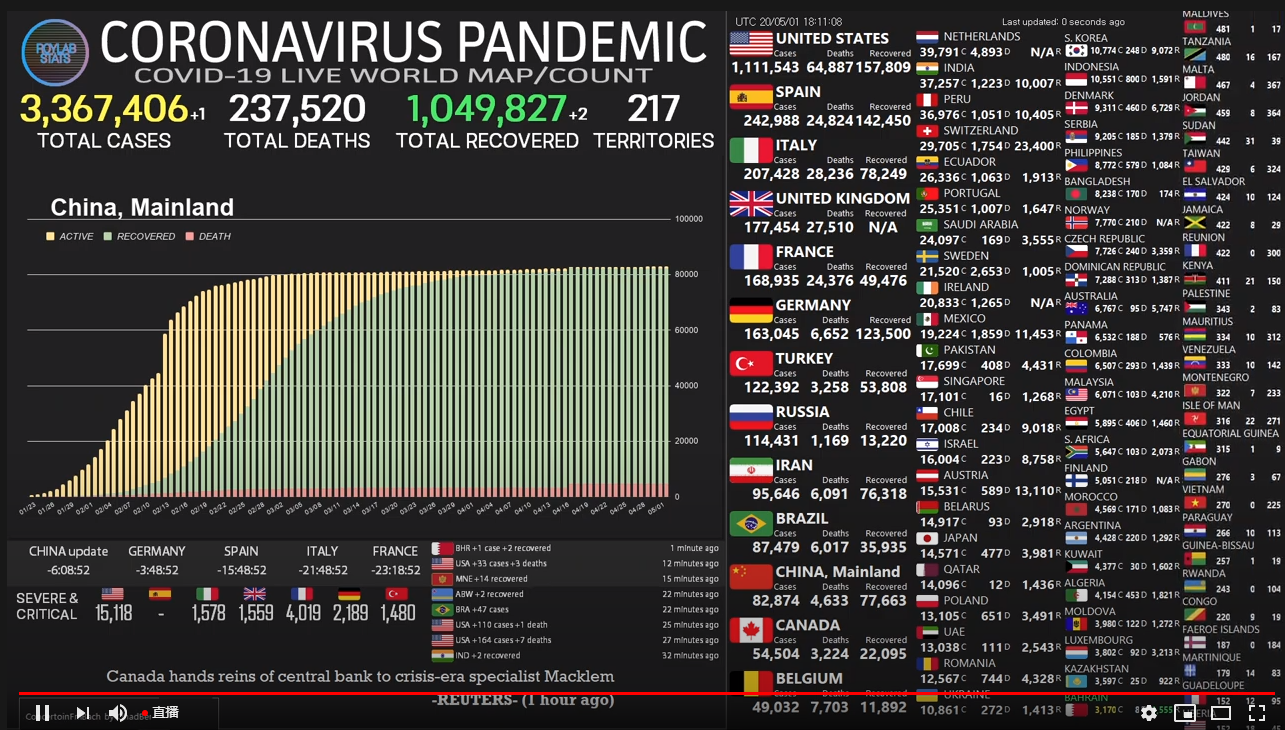 ROYLAB STATS
CORONAVIRUS PANDEMIC
COVID-19 LIVE WORLD MAP/COUNT
3,367,406 +1 237,520 1,049,827 +2 217
TOTAL CASES TOTAL DEATHS TOTAL RECOVERED TERRITORIES
China, Mainland
ACTIVE RECOVERED DEATH
100000
80000
60000
40000
20000
0
01/23 01/26 01/29 02/01 02/04 02/07 02/10 02/13 02/16 02/19 02/22 02/25 02/28 03/02 03/05 03/08 03/11 03/14 03/17 03/20 03/23 03/26 03/29 04/01 04/04 04/07 04/10 04/13 04/16 04/19 04/22 04/25 04/28 05/01
CHINA update GERMANY SPAIN ITALY FRANCE
-6:08:52 -3:48:52 -15:48:52 -21:48:52 -23:18:52
SEVERE & CRITICAL
15,118 - 1,578 1,559 4,019 2,189 1,480
BHR +1 case +2 recovered 1 minute ago
USA +33 cases +3 deaths 12 minutes ago
MNE +14 recovered 15 minutes ago
ABW +2 recovered 22 minutes ago
BRA +47 cases 22 minutes ago
USA +110 cases +1 death 25 minutes ago
USA +164 cases +7 deaths 27 minutes ago
IND +2 recovered 32 minutes ago
Canada hands reins of central bank to crisis-era specialist Macklem
-REUTERS- (1 hour ago)
直播
UTC 20/05/01 18:11:08
Last updated: 0 seconds ago
UNITED STATES
Cases Deaths Recovered
1,111,543 64,887 157,809
SPAIN
Cases Deaths Recovered
242,988 24,824 142,450
ITALY
Cases Deaths Recovered
207,428 28,236 78,249
UNITED KINGDOM
Cases Deaths Recovered
177,454 27,510 N/A
FRANCE
Cases Deaths Recovered
168,935 24,376 49,476
GERMANY
Cases Deaths Recovered
163,045 6,652 123,500
TURKEY
Cases Deaths Recovered
122,392 3,258 53,808
RUSSIA
Cases Deaths Recovered
114,431 1,169 13,220
IRAN
Cases Deaths Recovered
95,646 6,091 76,318
BRAZIL
Cases Deaths Recovered
87,479 6,017 35,935
CHINA, Mainland
Cases Deaths Recovered
82,874 4,633 77,663
CANADA
Cases Deaths Recovered
54,504 3,224 22,095
BELGIUM
Cases Deaths Recovered
49,032 7,703 11,892
NETHERLANDS
39,791 C 4,893 D N/A R
INDIA
37,257 C 1,223 D 10,007 R
PERU
36,976 C 1,051 D 10,405 R
SWITZERLAND
29,705 C 1,754 D 23,400 R
ECUADOR
26,336 C 1,063 D 1,913 R
PORTUGAL
25,351 C 1,007 D 1,647 R
SAUDI ARABIA
24,097 C 169 D 3,555 R
SWEDEN
21,520 C 2,653 D 1,005 R
IRELAND
20,833 C 1,265 D N/A R
MEXICO
19,224 C 1,859 D 11,453 R
PAKISTAN
17,699 C 408 D 4,431 R
SINGAPORE
17,101 C 16 D 1,268 R
CHILE
17,008 C 234 D 9,018 R
ISRAEL
16,004 C 223 D 8,758 R
AUSTRIA
15,531 C 589 D 13,110 R
BELARUS
14,917 C 93 D 2,918 R
JAPAN
14,571 C 477 D 3,981 R
QATAR
14,096 C 12 D 1,436 R
POLAND
13,105 C 651 D 3,491 R
UAE
13,038 C 111 D 2,543 R
ROMANIA
12,567 C 744 D 4,328 R
UKRAINE
10,861 C 272 D 1,413 R
S. KOREA
10,774 C 248 D 9,072 R
INDONESIA
10,551 C 800 D 1,591 R
DENMARK
9,311 C 460 D 6,729 R
SERBIA
9,205 C 185 D 1,379 R
PHILIPPINES
8,772 C 579 D 1,084 R
BANGLADESH
8,238 C 170 D 174 R
NORWAY
7,770 C 210 D N/A R
CZECH REPUBLIC
7,726 C 240 D 3,359 R
DOMINICAN REPUBLIC
7,288 C 313 D 1,387 R
AUSTRALIA
6,767 C 95 D 5,747 R
PANAMA
6,532 C 188 D 576 R
COLOMBIA
6,507 C 293 D 1,439 R
MALAYSIA
6,071 C 103 D 4,210 R
EGYPT
5,895 C 406 D 1,460 R
S. AFRICA
5,647 C 103 D 2,073 R
FINLAND
5,051 C 218 D N/A R
MOROCCO
4,569 C 171 D 1,083 R
ARGENTINA
4,428 C 220 D 1,292 R
KUWAIT
4,377 C 30 D 1,602 R
ALGERIA
4,154 C 453 D 1,821 R
MOLDOVA
3,980 C 122 D 1,272 R
LUXEMBOURG
3,802 C 92 D 3,213 R
KAZAKHSTAN
3,597 C 25 D 922 R
BAHRAIN
3,170 C
MALDIVES
481 1 17
TANZANIA
480 16 167
MALTA
467 4 367
JORDAN
459 8 364
SUDAN
442 31 39
TAIWAN
429 6 324
EL SALVADOR
424 10 124
JAMAICA
422 8 29
REUNION
422 0 300
KENYA
411 21 150
PALESTINE
343 2 83
MAURITIUS
334 10 312
VENEZUELA
333 10 142
MONTENEGRO
322 7 233
ISLE OF MAN
316 22 271
EQUATORIAL GUINEA
315 1 9
GABON
276 3 67
VIETNAM
270 0 225
PARAGUAY
266 10 113
GUINEA-BISSAU
257 1 19
RWANDA
243 0 104
CONGO
220 9 19
FAEROE ISLANDS
187 0 184
MARTINIQUE
179 14 83
GUADELOUPE
152 12 95